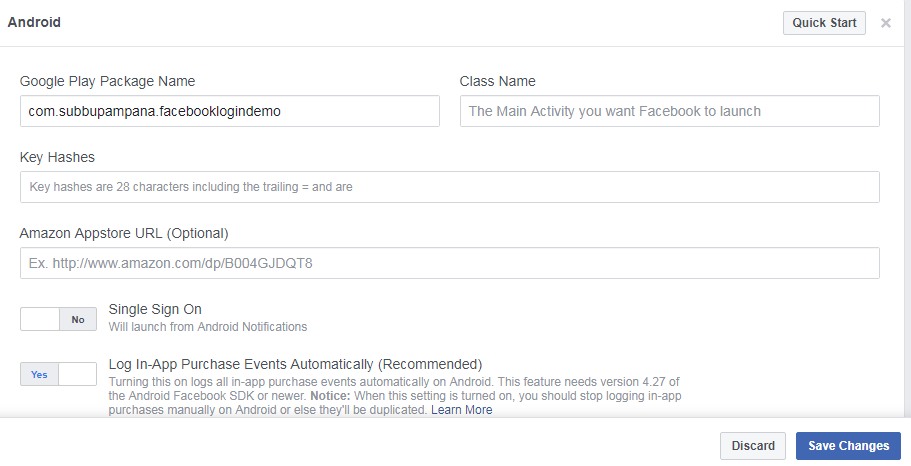 Android
Quick Start
Google Play Package Name
Class Name
com.subbupampana.facebooklogindemo
The Main Activity you want Facebook to launch
Key Hashes
Key hashes are 28 characters including the trailing = and are
Amazon Appstore URL (Optional)
Ex. http://www.amazon.com/dp/B004GJDQT8
No
Single Sign On
Will launch from Android Notifications
Yes
Log In-App Purchase Events Automatically (Recommended)
Turning this on logs all in-app purchase events automatically on Android. This feature needs version 4.27 of
the Android Facebook SDK or newer. Notice: When this setting is turned on, you should stop logging in-app
purchases manually on Android or else they'll be duplicated. Learn More
Discard
Save Changes